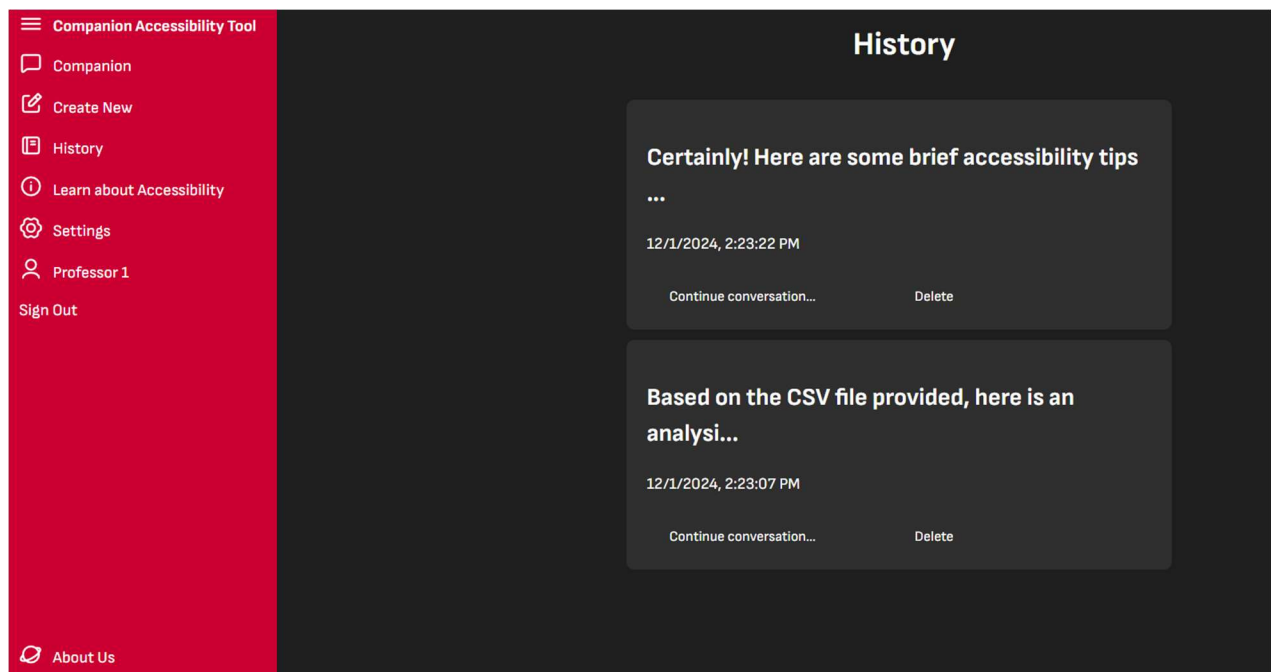 Companion Accessibility Tool
Companion
Create New
History
Learn about Accessibility
Settings
Professor 1
Sign Out
About Us
History
Certainly! Here are some brief accessibility tips
...
12/1/2024, 2:23:22 PM
Continue conversation... Delete
Based on the CSV file provided, here is an
analysi...
12/1/2024, 2:23:07 PM
Continue conversation... Delete